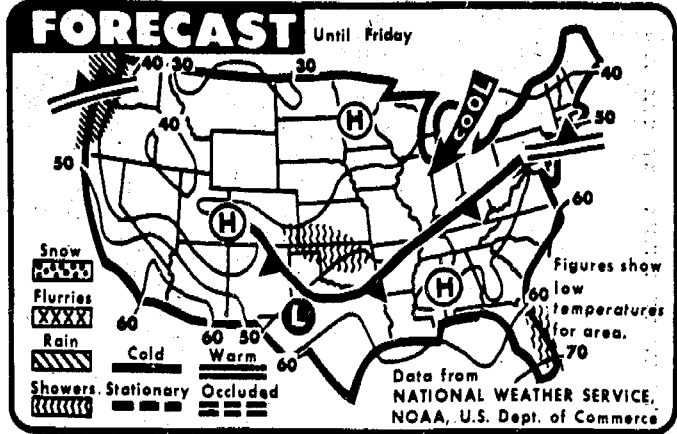 FORECAST Until Friday
40 30 30
40
40
50
50
60
60
70
60 60 50
60
H
H
H
L
COOL
Snow
Flurries
Rain
Showers
Cold Warm
Stationary Occluded
Figures show
low
temperatures
for area.
Data from
NATIONAL WEATHER SERVICE,
NOAA, U.S. Dept. of Commerce